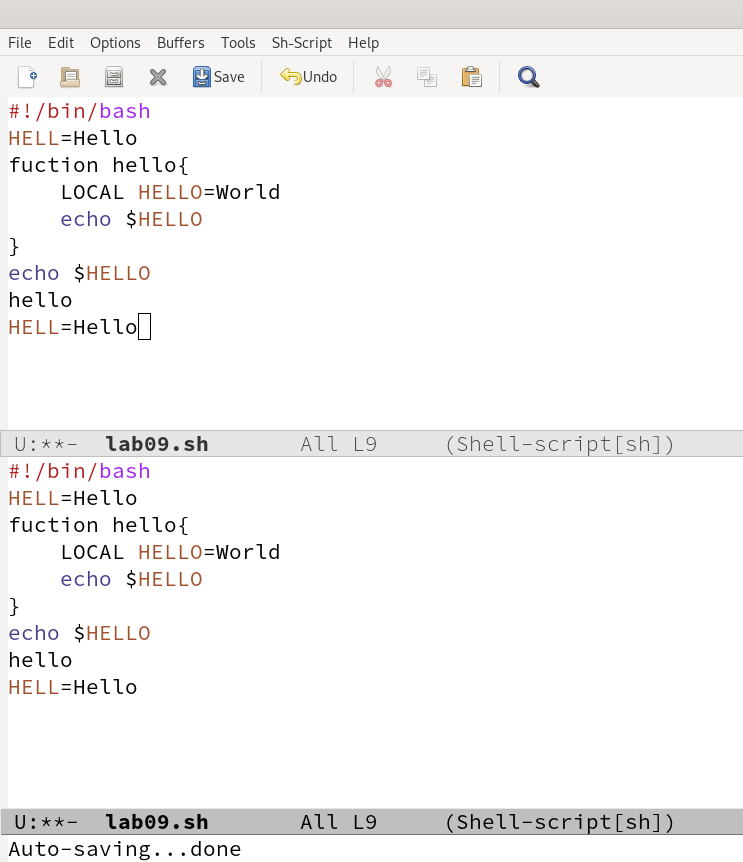 File Edit Options Buffers Tools Sh-Script Help
Save Undo
#!/bin/bash
HELL=Hello
fuction hello{
    LOCAL HELLO=World
    echo $HELLO
}
echo $HELLO
hello
HELL=Hello
U:**-  lab09.sh       All L9     (Shell-script[sh])
#!/bin/bash
HELL=Hello
fuction hello{
    LOCAL HELLO=World
    echo $HELLO
}
echo $HELLO
hello
HELL=Hello
U:**-  lab09.sh       All L9     (Shell-script[sh])
Auto-saving...done